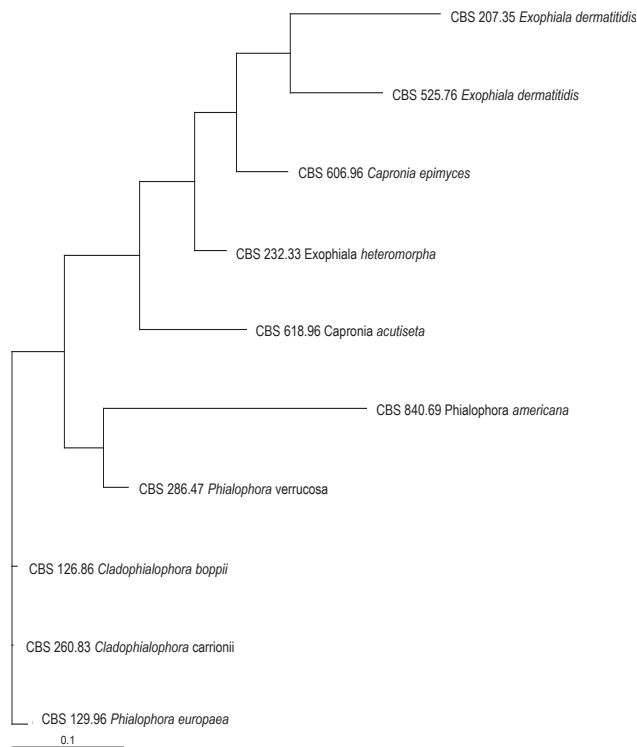 CBS 207.35 Exophiala dermatitidis
CBS 525.76 Exophiala dermatitidis
CBS 606.96 Capronia epimyces
CBS 232.33 Exophiala heteromorpha
CBS 618.96 Capronia acutiseta
CBS 840.69 Phialophora americana
CBS 286.47 Phialophora verrucosa
CBS 126.86 Cladophialophora boppii
CBS 260.83 Cladophialophora carrionii
CBS 129.96 Phialophora europaea
0.1